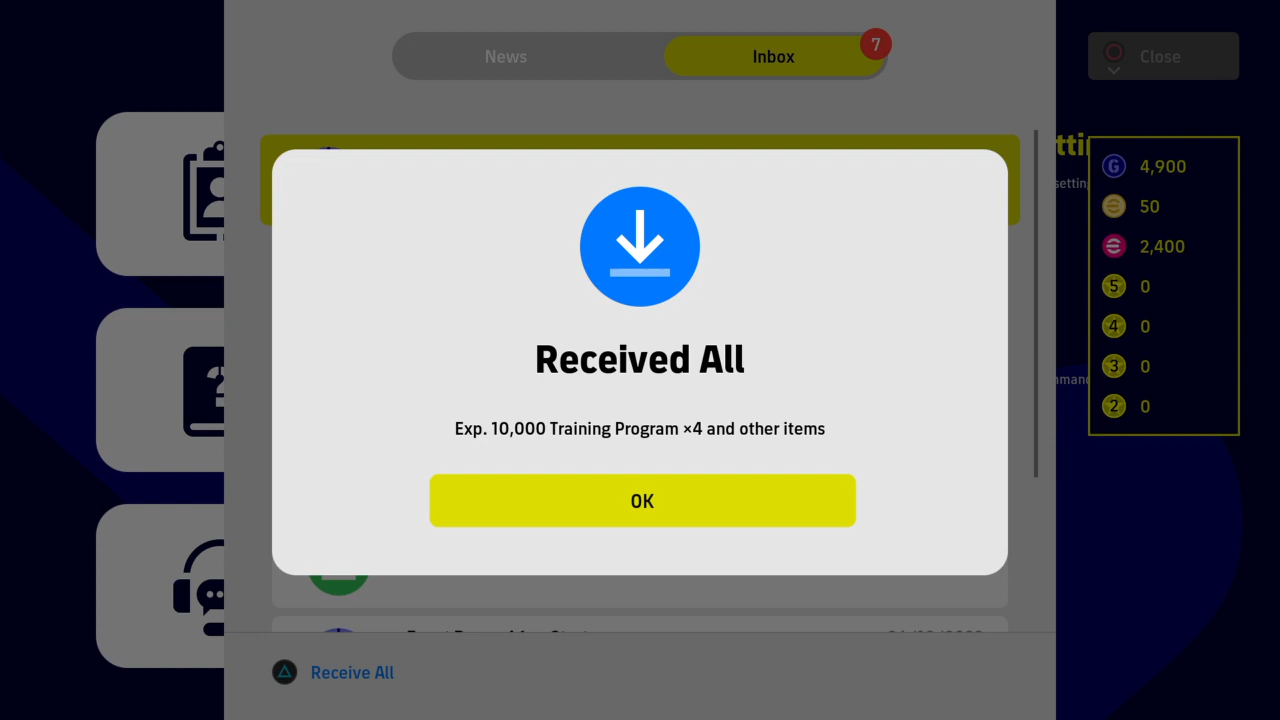 News
Inbox
7
Close
4,900
50
2,400
5 0
4 0
3 0
2 0
Received All
Exp. 10,000 Training Program ×4 and other items
OK
Receive All